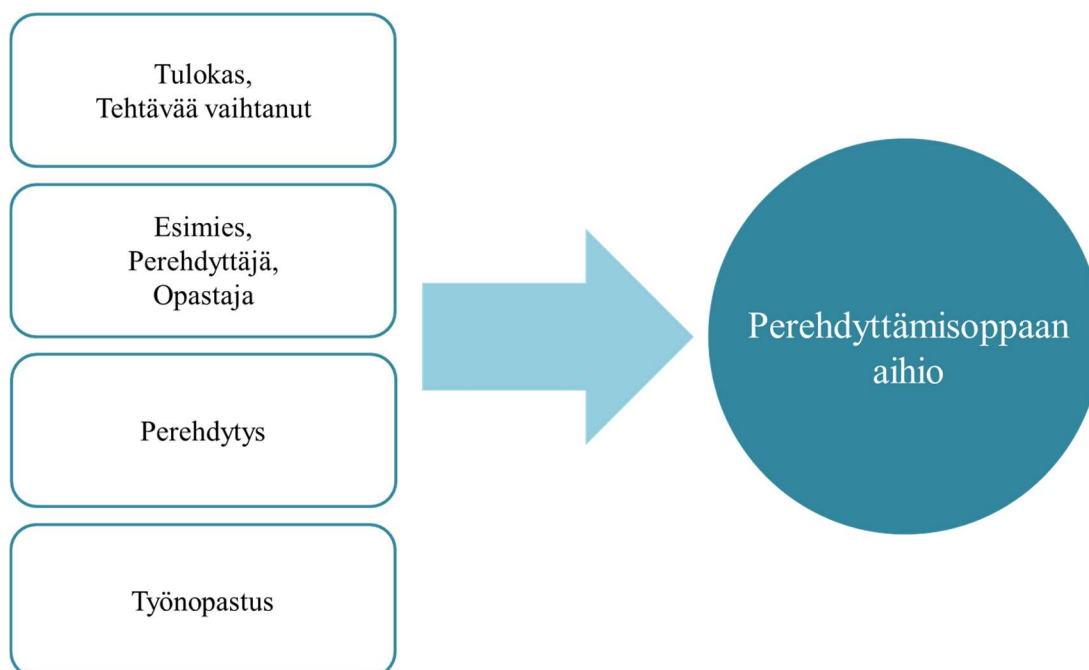 Tulokas,
Tehtävää vaihtanut
Esimies,
Perehdyttäjä,
Opastaja
Perehdytys
Työnopastus
Perehdyttämisoppaan
aihio